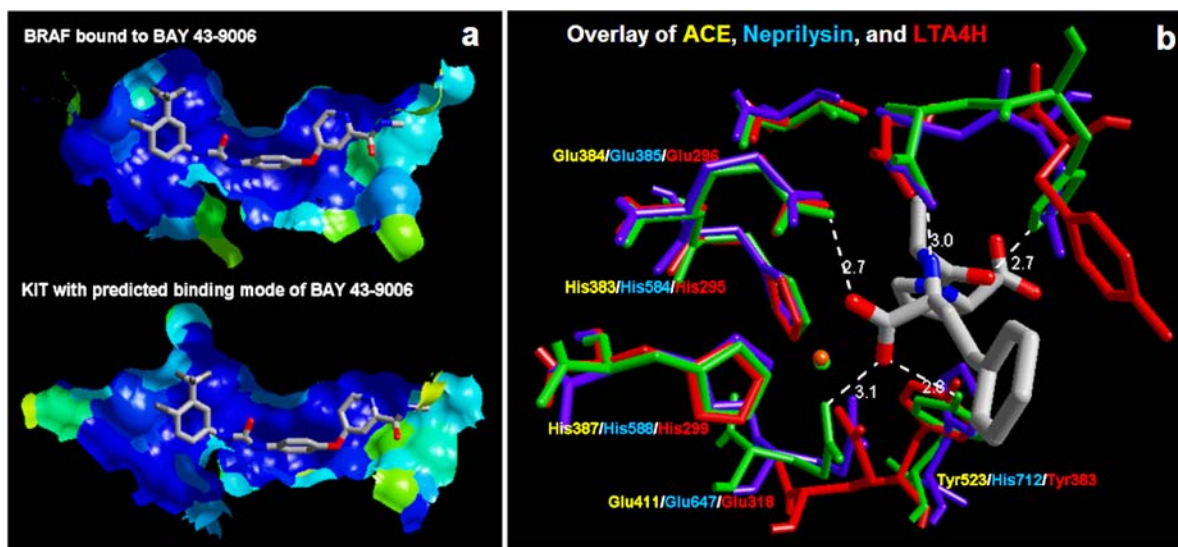 BRAF bound to BAY 43-9006
a
KIT with predicted binding mode of BAY 43-9006
Overlay of ACE, Neprilysin, and LTA4H
b
Glu384/Glu385/Glu296
3.0
2.7
2.7
His383/His584/His295
3.1
2.8
His387/His588/His299
Tyr523/His712/Tyr383
Glu411/Glu647/Glu318